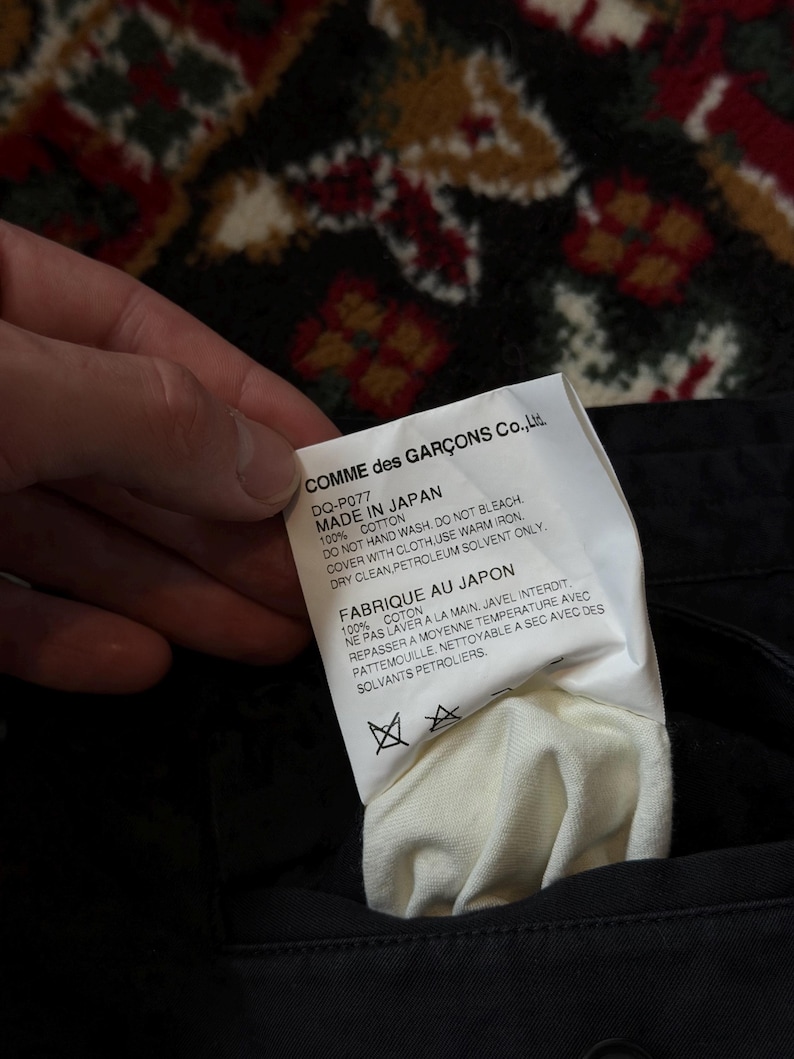 COMME des GARÇONS Co.,Ltd.
DQ-P077
MADE IN JAPAN
100% COTTON
DO NOT HAND WASH. DO NOT BLEACH.
COVER WITH CLOTH,USE WARM IRON.
DRY CLEAN,PETROLEUM SOLVENT ONLY.
FABRIQUE AU JAPON
100% COTON
NE PAS LAVER A LA MAIN. JAVEL INTERDIT.
REPASSER A MOYENNE TEMPERATURE AVEC
PATTEMOUILLE. NETTOYABLE A SEC AVEC DES
SOLVANTS PETROLIERS.